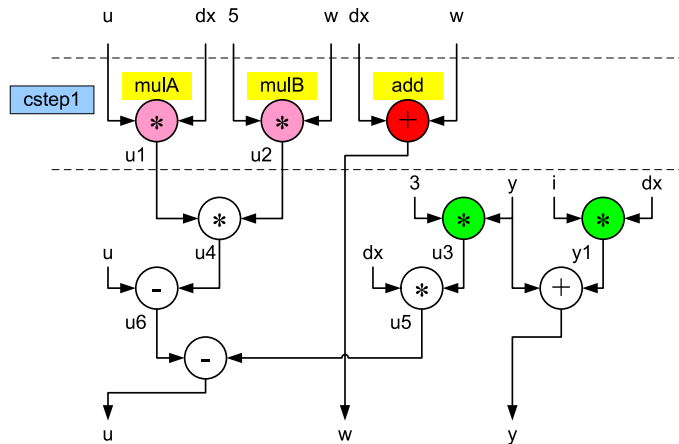 u dx 5 w dx w
mulA mulB add
cstep1
* * +
u1 u2
3 y i dx
* * *
u u4 dx u3 y1
- * +
u6 u5
-
u w y